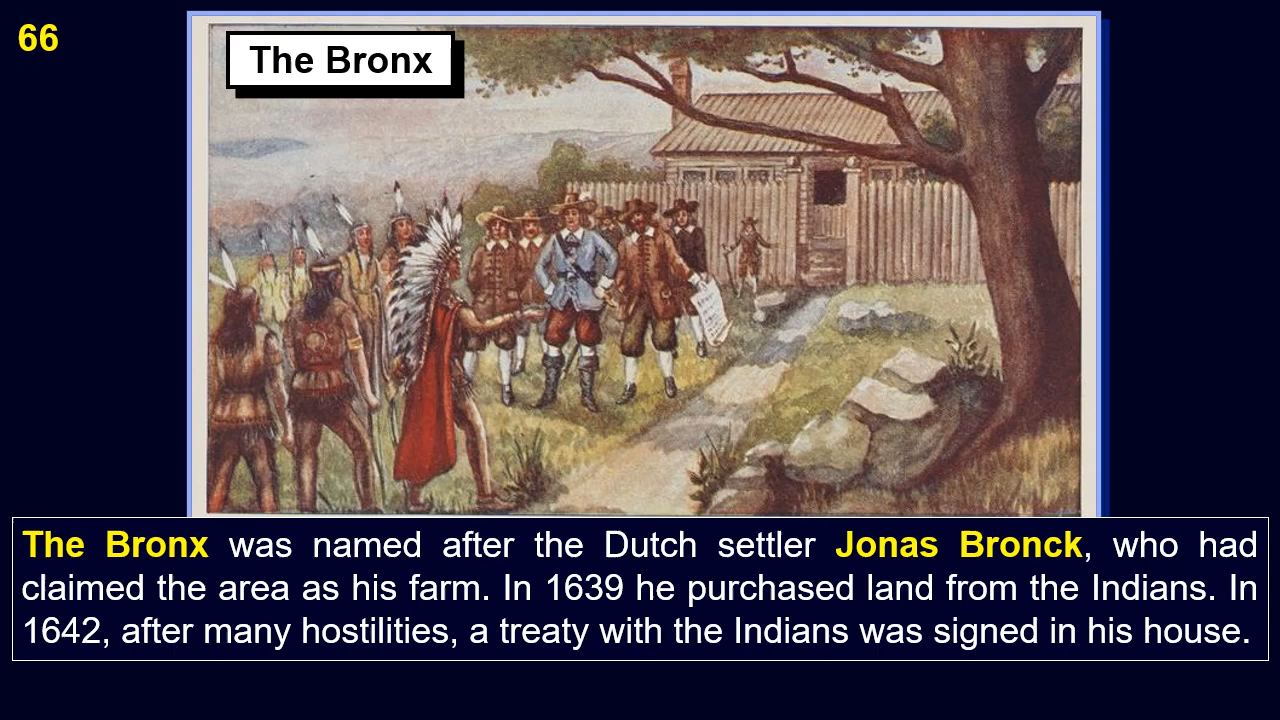 66
The Bronx
The Bronx was named after the Dutch settler Jonas Bronck, who had
claimed the area as his farm. In 1639 he purchased land from the Indians. In
1642, after many hostilities, a treaty with the Indians was signed in his house.